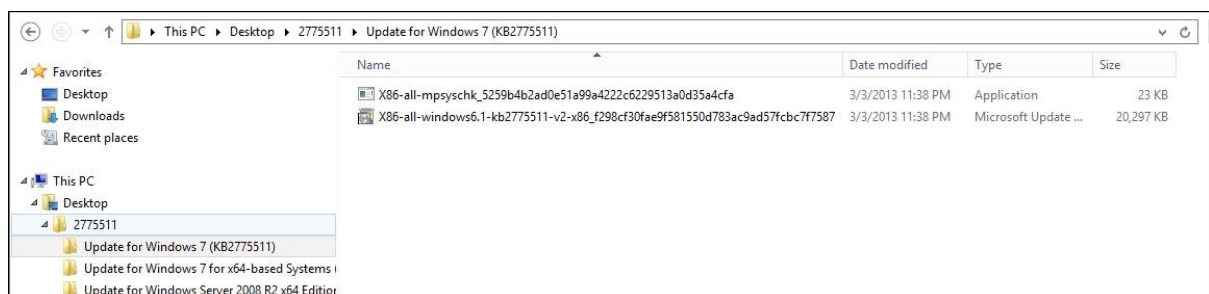 This PC ▸ Desktop ▸ 2775511 ▸ Update for Windows 7 (KB2775511)
Favorites
Desktop
Downloads
Recent places
This PC
Desktop
2775511
Update for Windows 7 (KB2775511)
Update for Windows 7 for x64-based Systems (
Update for Windows Server 2008 R2 x64 Edition
Name Date modified Type Size
X86-all-mpsyschk_5259b4b2ad0e51a99a4222c6229513a0d35a4cfa 3/3/2013 11:38 PM Application 23 KB
X86-all-windows6.1-kb2775511-v2-x86_f298cf30fae9f581550d783ac9ad57fcbc7f7587 3/3/2013 11:38 PM Microsoft Update ... 20,297 KB